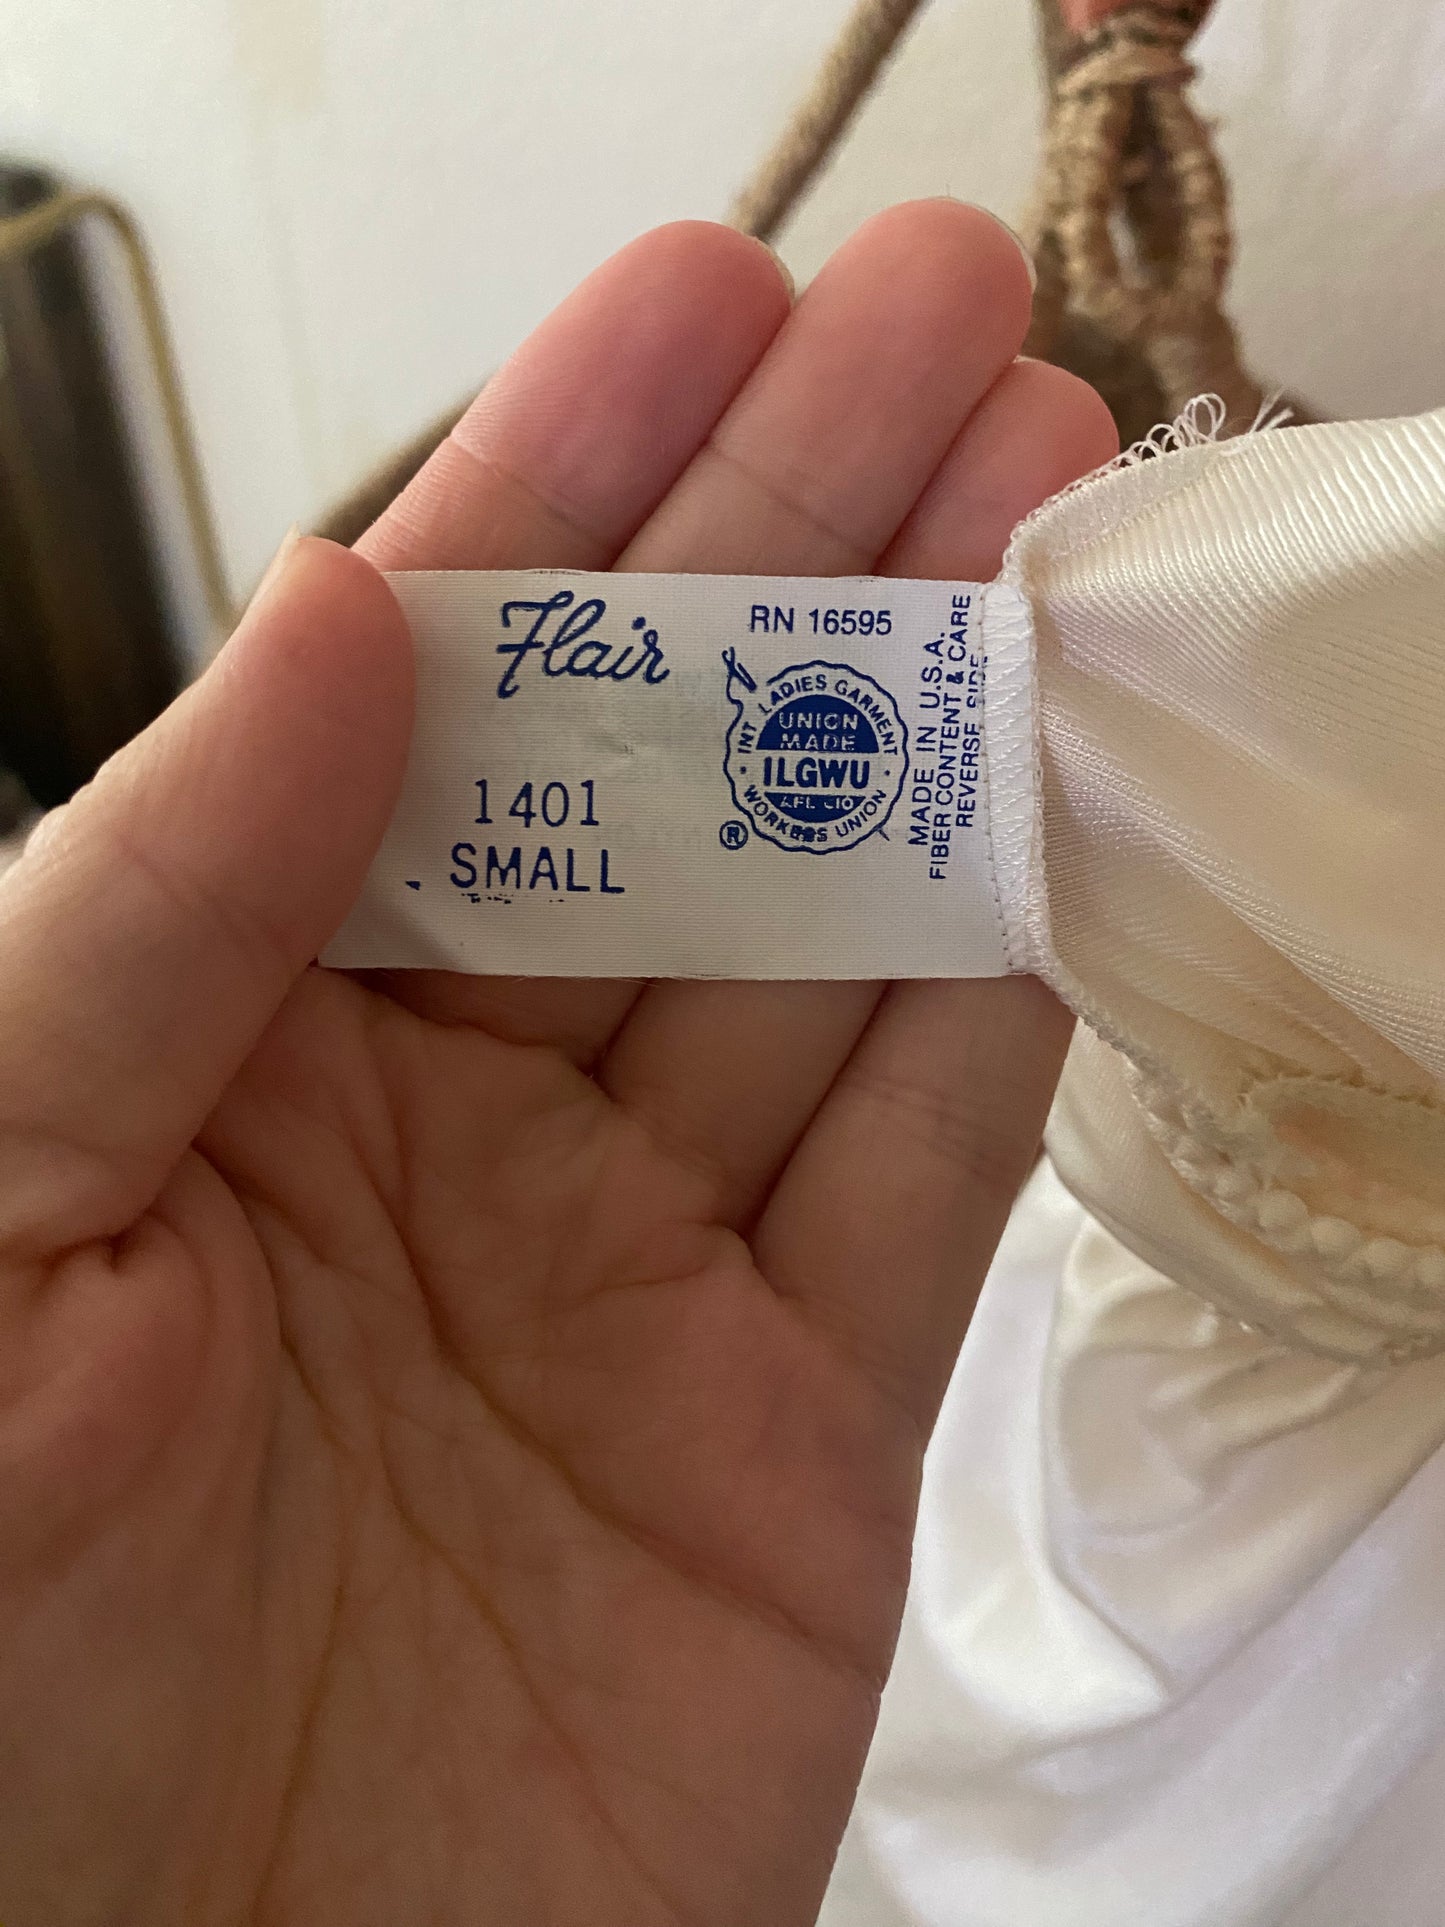 Flair
RN 16595
INT LADIES GARMENT
UNION
MADE
ILGWU
AFL CIO
WORKERS UNION
®
1401
SMALL
MADE IN U.S.A.
FIBER CONTENT & CARE
REVERSE SIDE